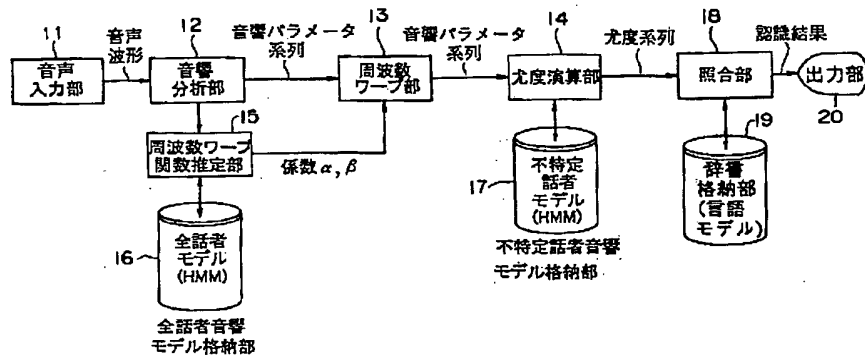 11
音声
入力部
音声
波形
12
音響
分析部
音響パラメータ
系列
13
周波数
ワープ部
音響パラメータ
系列
14
尤度演算部
尤度系列
18
照合部
認識結果
出力部
20
15
周波数ワープ
関数推定部
係数α,β
16
全話者
モデル
(HMM)
全話者音響
モデル格納部
17
不特定
話者
モデル
(HMM)
不特定話者音響
モデル格納部
19
辞書
格納部
(言語
モデル)